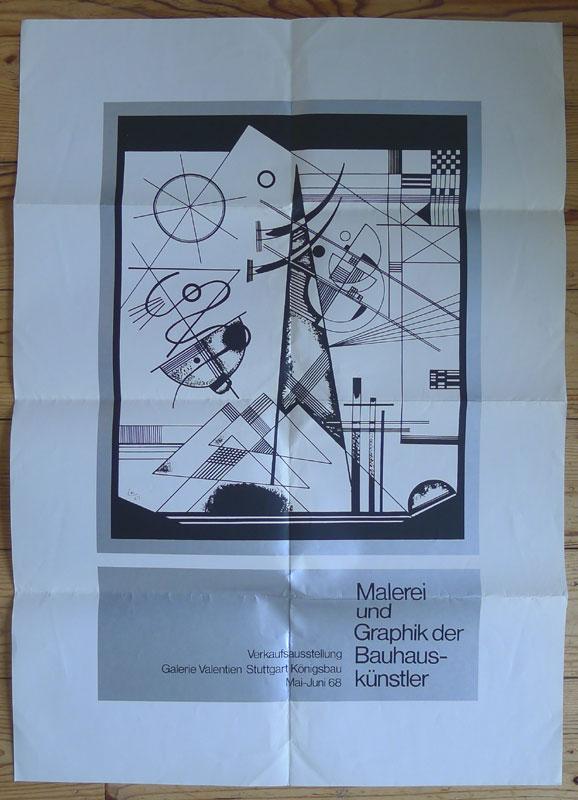 Malerei
und
Graphik der
Bauhaus-
künstler
Verkaufsausstellung
Galerie Valentien Stuttgart Königsbau
Mai-Juni 68